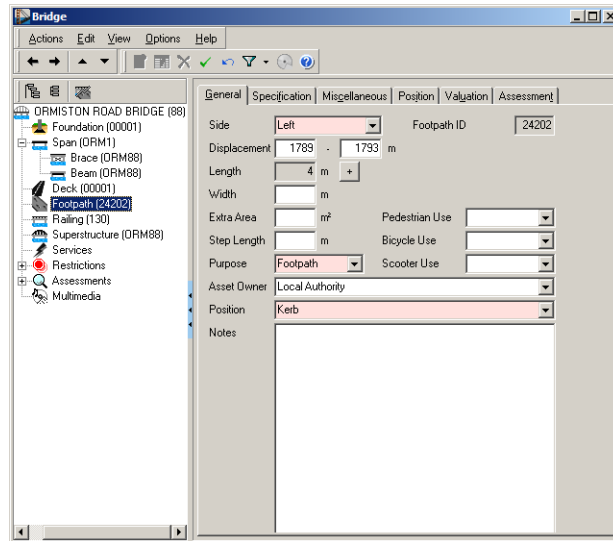 Bridge
Actions Edit View Options Help
ORMISTON ROAD BRIDGE (88)
Foundation (00001)
Span (ORM1)
Brace (ORM88)
Beam (ORM88)
Deck (00001)
Footpath (24202)
Railing (130)
Superstructure (ORM88)
Services
Restrictions
Assessments
Multimedia
General Specification Miscellaneous Position Valuation Assessment
Side Left Footpath ID 24202
Displacement 1789 - 1793 m
Length 4 m +
Width m
Extra Area m² Pedestrian Use
Step Length m Bicycle Use
Purpose Footpath Scooter Use
Asset Owner Local Authority
Position Kerb
Notes